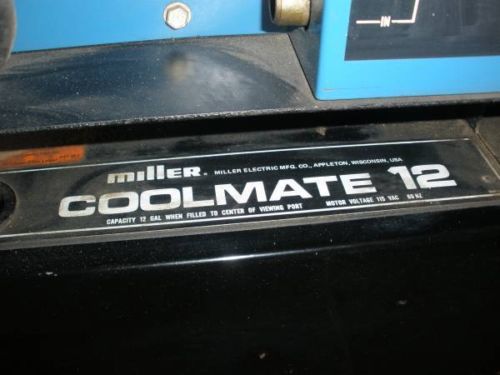 IN
miller. MILLER ELECTRIC MFG. CO., APPLETON, WISCONSIN, USA
COOLMATE 12
CAPACITY 12 GAL WHEN FILLED TO CENTER OF VIEWING PORT MOTOR VOLTAGE 115 VAC HZ